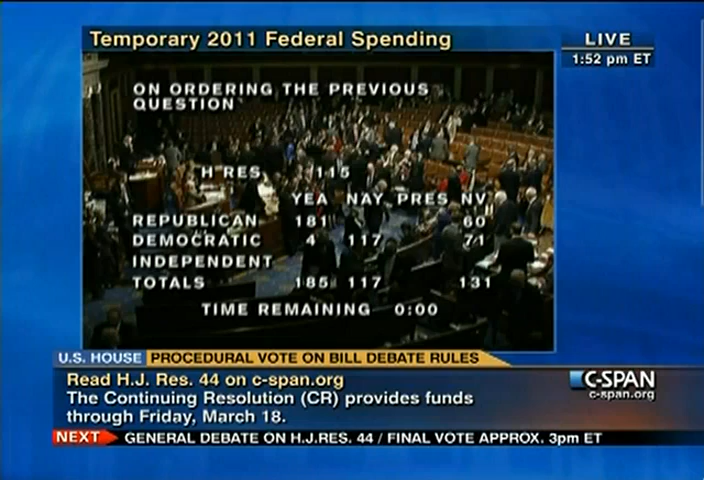 Temporary 2011 Federal Spending
LIVE
1:52 pm ET
ON ORDERING THE PREVIOUS
QUESTION
H RES 115
YEA NAY PRES NV
REPUBLICAN 181 60
DEMOCRATIC 4 117 71
INDEPENDENT
TOTALS 185 117 131
TIME REMAINING 0:00
U.S. HOUSE PROCEDURAL VOTE ON BILL DEBATE RULES
Read H.J. Res. 44 on c-span.org
The Continuing Resolution (CR) provides funds
through Friday, March 18.
C-SPAN
c-span.org
NEXT GENERAL DEBATE ON H.J.RES. 44 / FINAL VOTE APPROX. 3pm ET